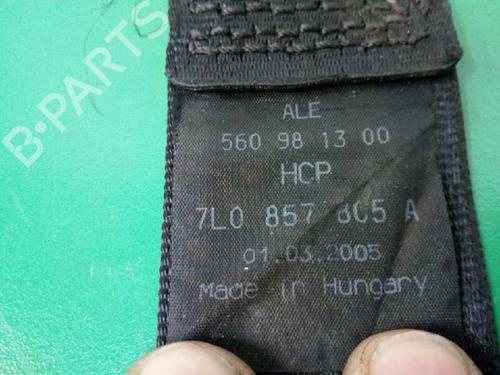 B-PARTS
ALE
560 98 13 00
HCP
7L0 857 805 A
01.03.2005
Made in Hungary